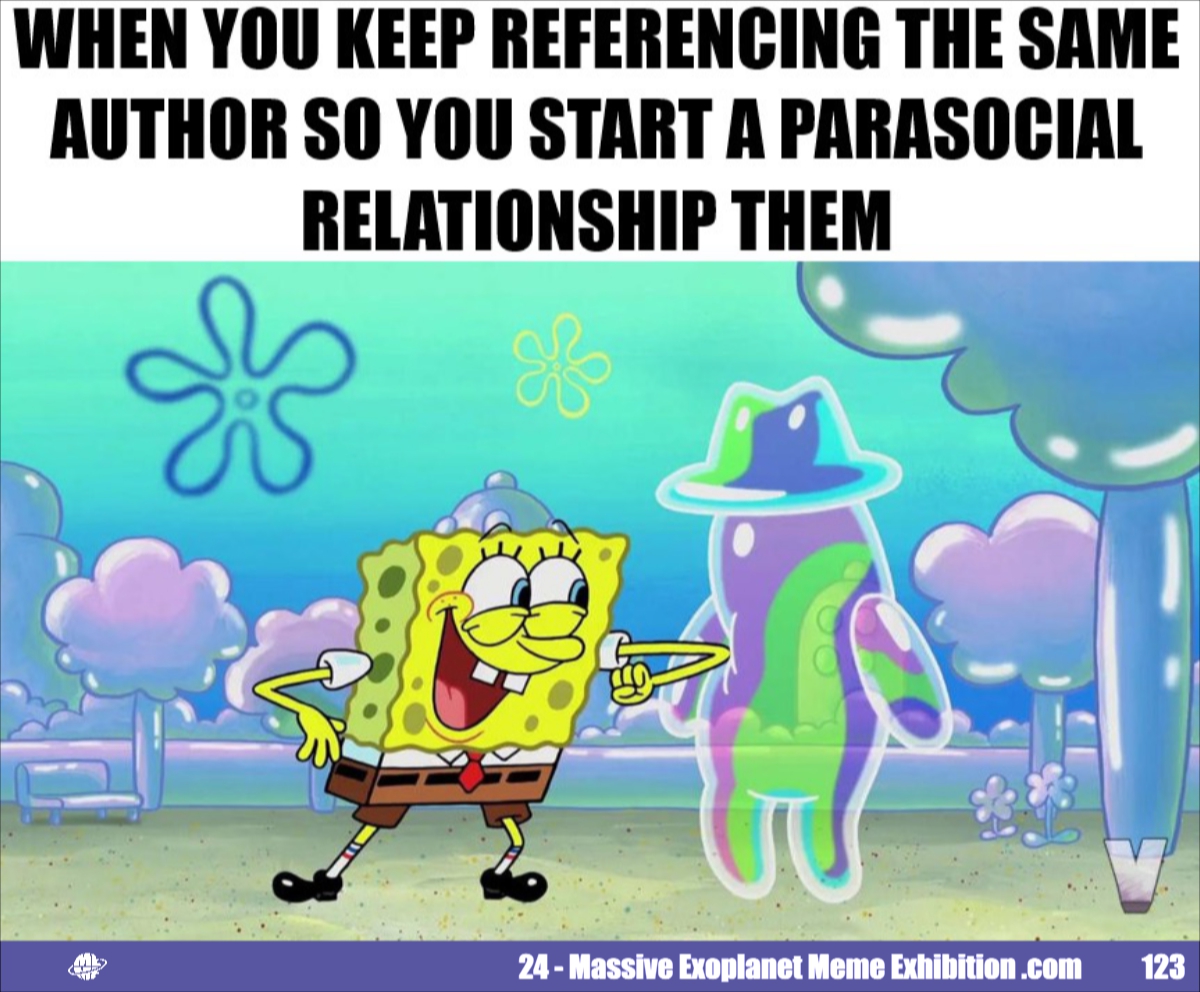 WHEN YOU KEEP REFERENCING THE SAME
AUTHOR SO YOU START A PARASOCIAL
RELATIONSHIP THEM
24 - Massive Exoplanet Meme Exhibition .com 123